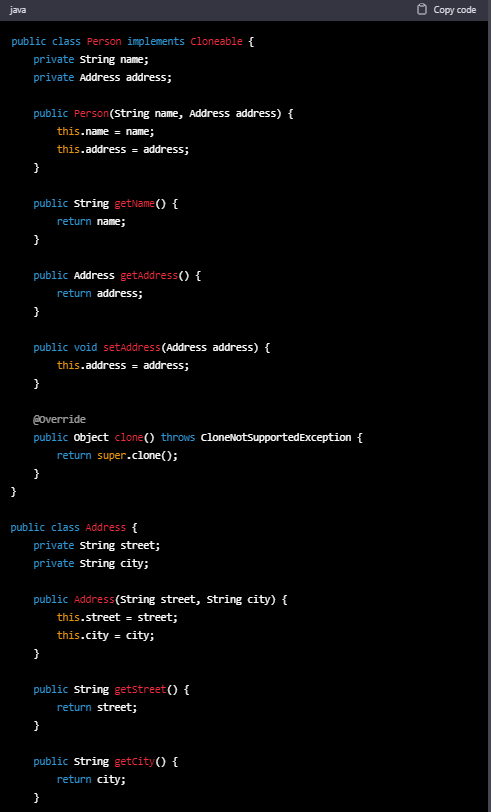 java
Copy code
public class Person implements Cloneable {
    private String name;
    private Address address;

    public Person(String name, Address address) {
        this.name = name;
        this.address = address;
    }

    public String getName() {
        return name;
    }

    public Address getAddress() {
        return address;
    }

    public void setAddress(Address address) {
        this.address = address;
    }

    @Override
    public Object clone() throws CloneNotSupportedException {
        return super.clone();
    }
}

public class Address {
    private String street;
    private String city;

    public Address(String street, String city) {
        this.street = street;
        this.city = city;
    }

    public String getStreet() {
        return street;
    }

    public String getCity() {
        return city;
    }